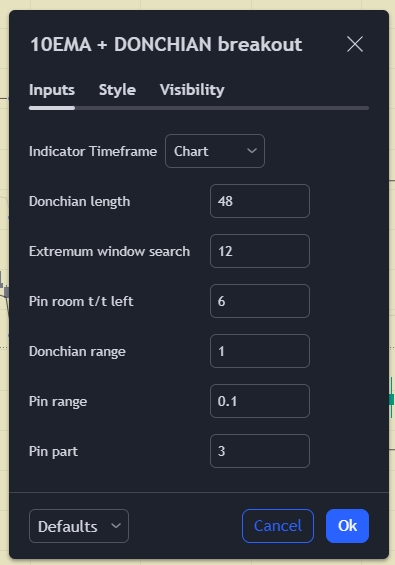 10EMA + DONCHIAN breakout
Inputs Style Visibility
Indicator Timeframe Chart
Donchian length 48
Extremum window search 12
Pin room t/t left 6
Donchian range 1
Pin range 0.1
Pin part 3
Defaults Cancel Ok